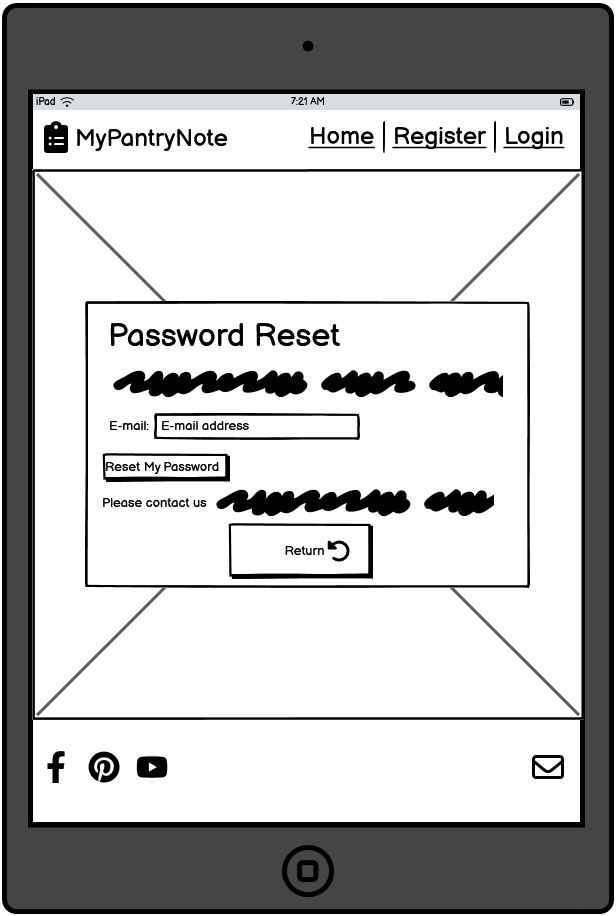 iPad 7:21 AM
MyPantryNote Home Register Login
Password Reset
E-mail: E-mail address
Reset My Password
Please contact us
Return